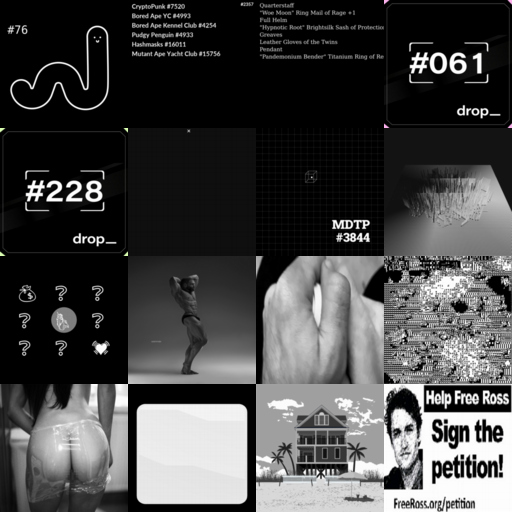 #76
CryptoPunk #7520
Bored Ape YC #4993
Bored Ape Kennel Club #4254
Pudgy Penguin #4933
Hashmasks #16011
Mutant Ape Yacht Club #15756
#2357
Quarterstaff
"Woe Moon" Ring Mail of Rage +1
Full Helm
"Hypnotic Root" Brightsilk Sash of Protection
Greaves
Leather Gloves of the Twins
Pendant
"Pandemonium Bender" Titanium Ring of Re
#061
drop_
#228
drop_
MDTP
#3844
? 
? ?
? ?
Help Free Ross
Sign the
petition!
FreeRoss.org/petition